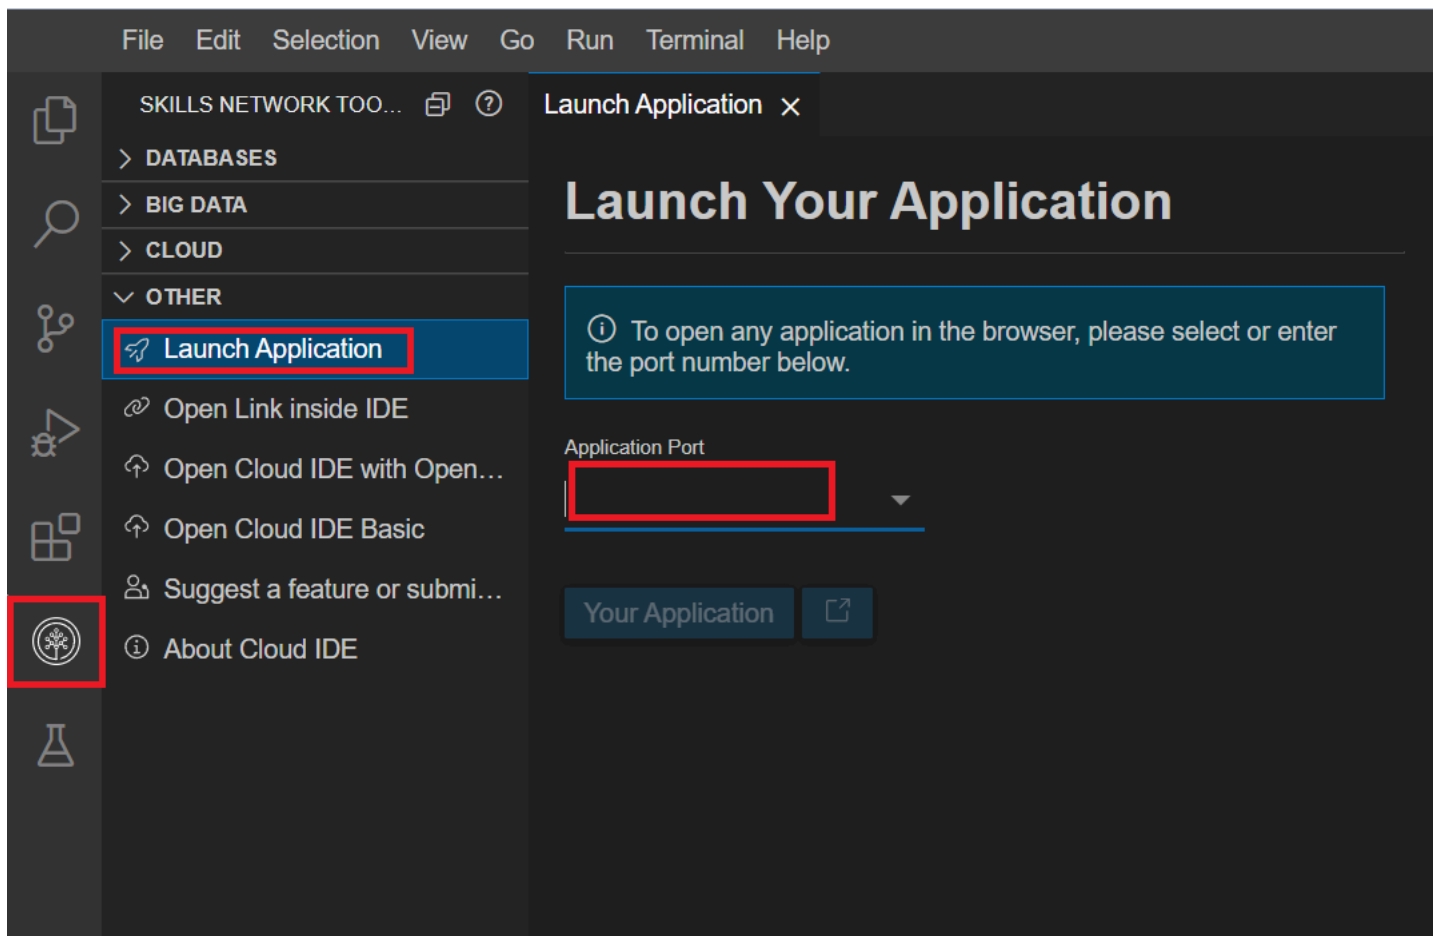 File Edit Selection View Go Run Terminal Help
SKILLS NETWORK TOO...
Launch Application
DATABASES
BIG DATA
CLOUD
OTHER
Launch Application
Open Link inside IDE
Open Cloud IDE with Open...
Open Cloud IDE Basic
Suggest a feature or submi...
About Cloud IDE
Launch Your Application
To open any application in the browser, please select or enter
the port number below.
Application Port
Your Application